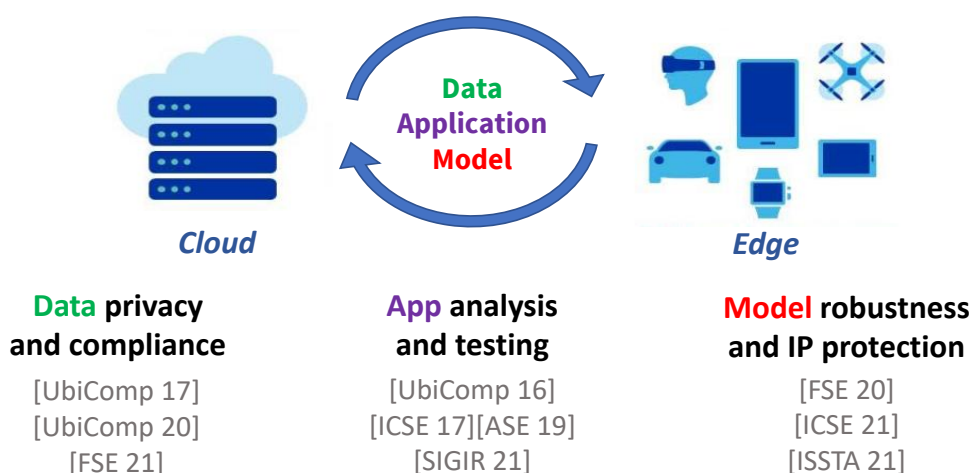 Data
Application
Model
Cloud
Edge
Data privacy
and compliance
[UbiComp 17]
[UbiComp 20]
[FSE 21]
App analysis
and testing
[UbiComp 16]
[ICSE 17][ASE 19]
[SIGIR 21]
Model robustness
and IP protection
[FSE 20]
[ICSE 21]
[ISSTA 21]